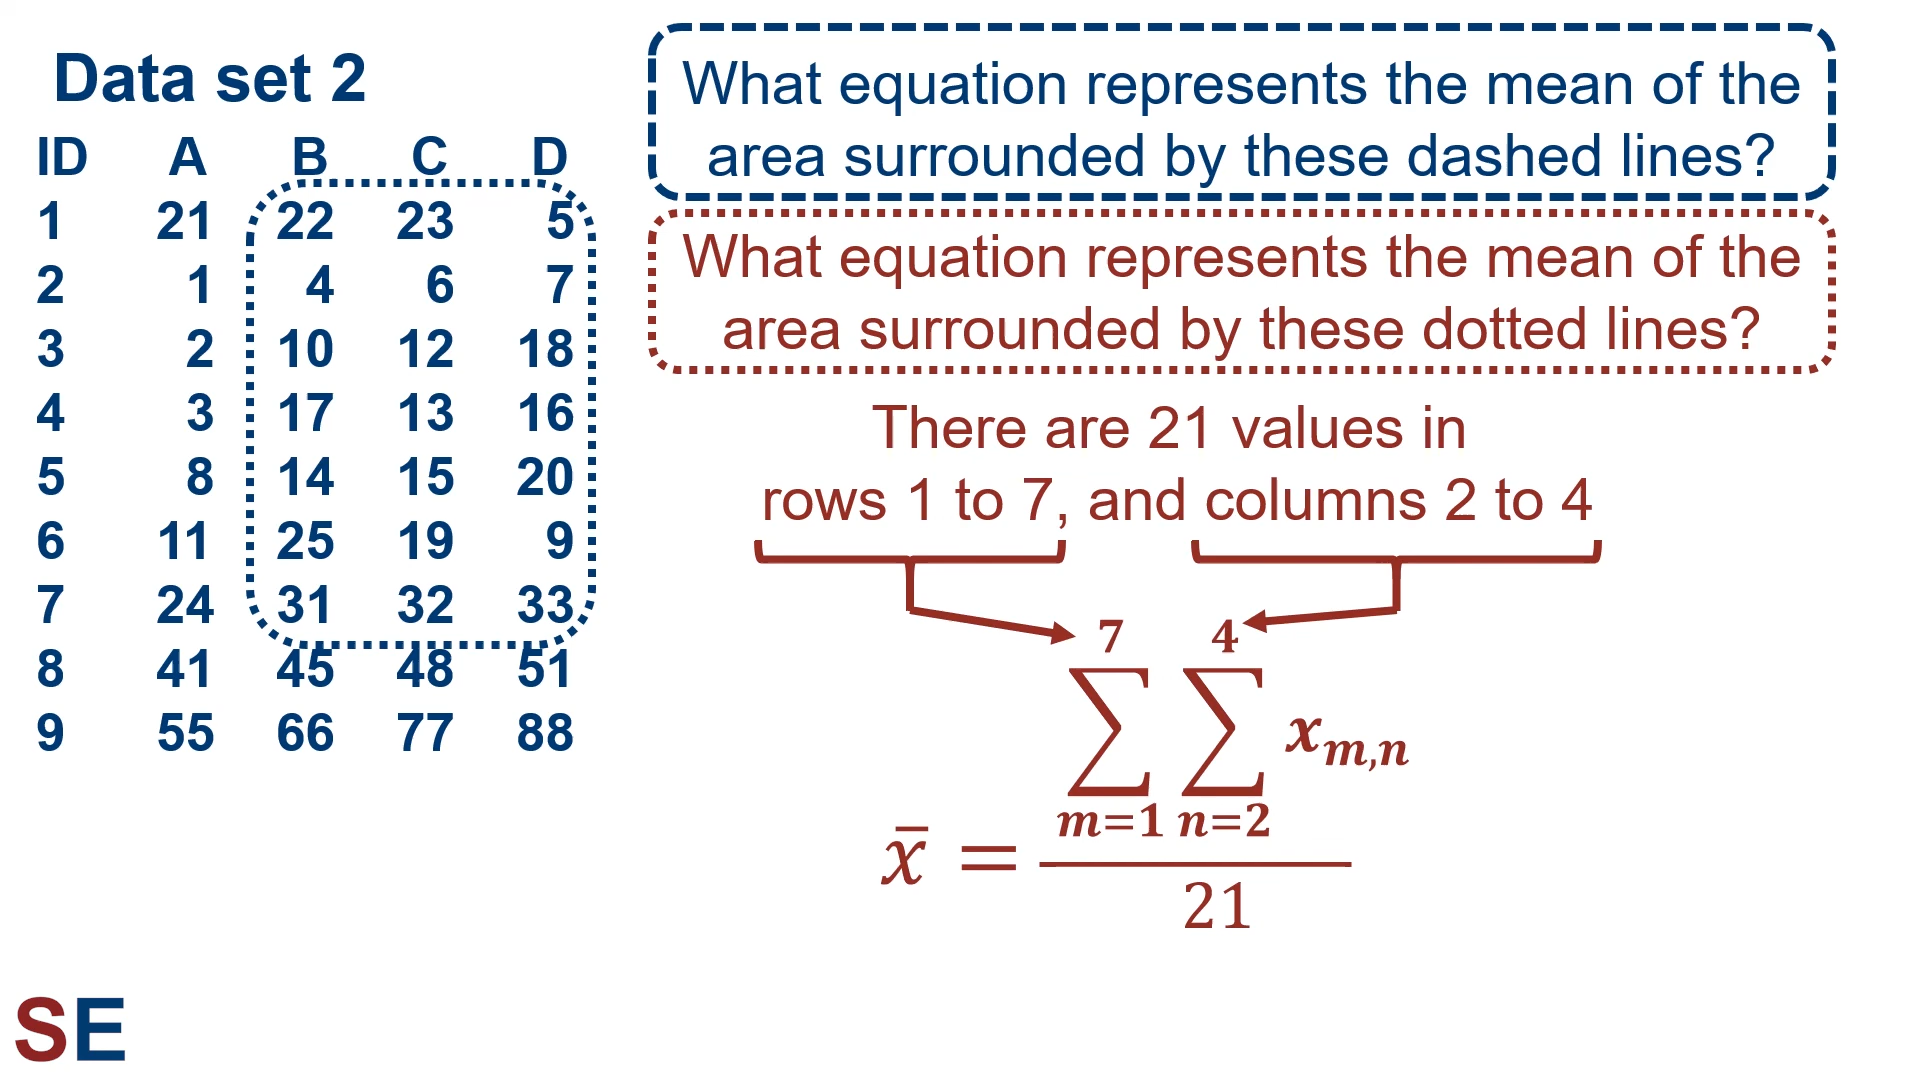 Data set 2
ID A B C D
1 21 22 23 5
2 1 4 6 7
3 2 10 12 18
4 3 17 13 16
5 8 14 15 20
6 11 25 19 9
7 24 31 32 33
8 41 45 48 51
9 55 66 77 88
What equation represents the mean of the
area surrounded by these dashed lines?
What equation represents the mean of the
area surrounded by these dotted lines?
There are 21 values in
rows 1 to 7, and columns 2 to 4
7 4
∑ ∑ x_{m,n}
m=1 n=2
x̄ =
21
SE